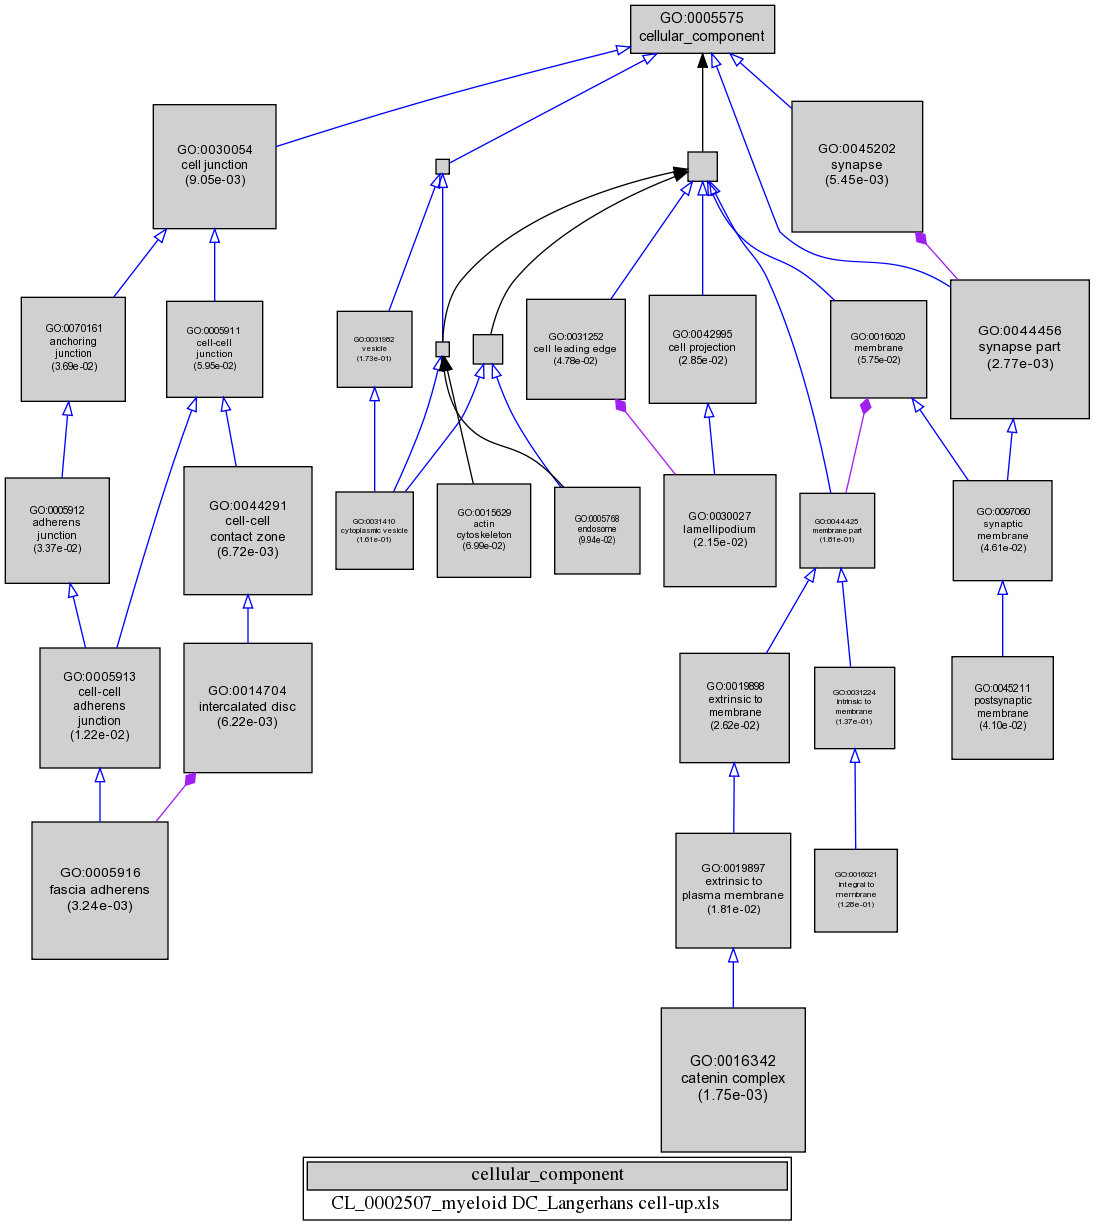 GO:0005575
cellular_component
GO:0030054
cell junction
(9.05e-03)
GO:0045202
synapse
(5.45e-03)
GO:0070161
anchoring
junction
(3.69e-02)
GO:0005911
cell-cell
junction
(5.95e-02)
GO:0031982
vesicle
(1.73e-01)
GO:0031252
cell leading edge
(4.78e-02)
GO:0042995
cell projection
(2.85e-02)
GO:0016020
membrane
(5.75e-02)
GO:0044456
synapse part
(2.77e-03)
GO:0005912
adherens
junction
(3.37e-02)
GO:0044291
cell-cell
contact zone
(6.72e-03)
GO:0031410
cytoplasmic vesicle
(1.61e-01)
GO:0015629
actin
cytoskeleton
(6.99e-02)
GO:0005768
endosome
(9.94e-02)
GO:0030027
lamellipodium
(2.15e-02)
GO:0044425
membrane part
(1.81e-01)
GO:0097060
synaptic
membrane
(4.61e-02)
GO:0005913
cell-cell
adherens
junction
(1.22e-02)
GO:0014704
intercalated disc
(6.22e-03)
GO:0019898
extrinsic to
membrane
(2.62e-02)
GO:0031224
intrinsic to
membrane
(1.37e-01)
GO:0045211
postsynaptic
membrane
(4.10e-02)
GO:0005916
fascia adherens
(3.24e-03)
GO:0019897
extrinsic to
plasma membrane
(1.81e-02)
GO:0016021
integral to
membrane
(1.26e-01)
GO:0016342
catenin complex
(1.75e-03)
cellular_component
CL_0002507_myeloid DC_Langerhans cell-up.xls